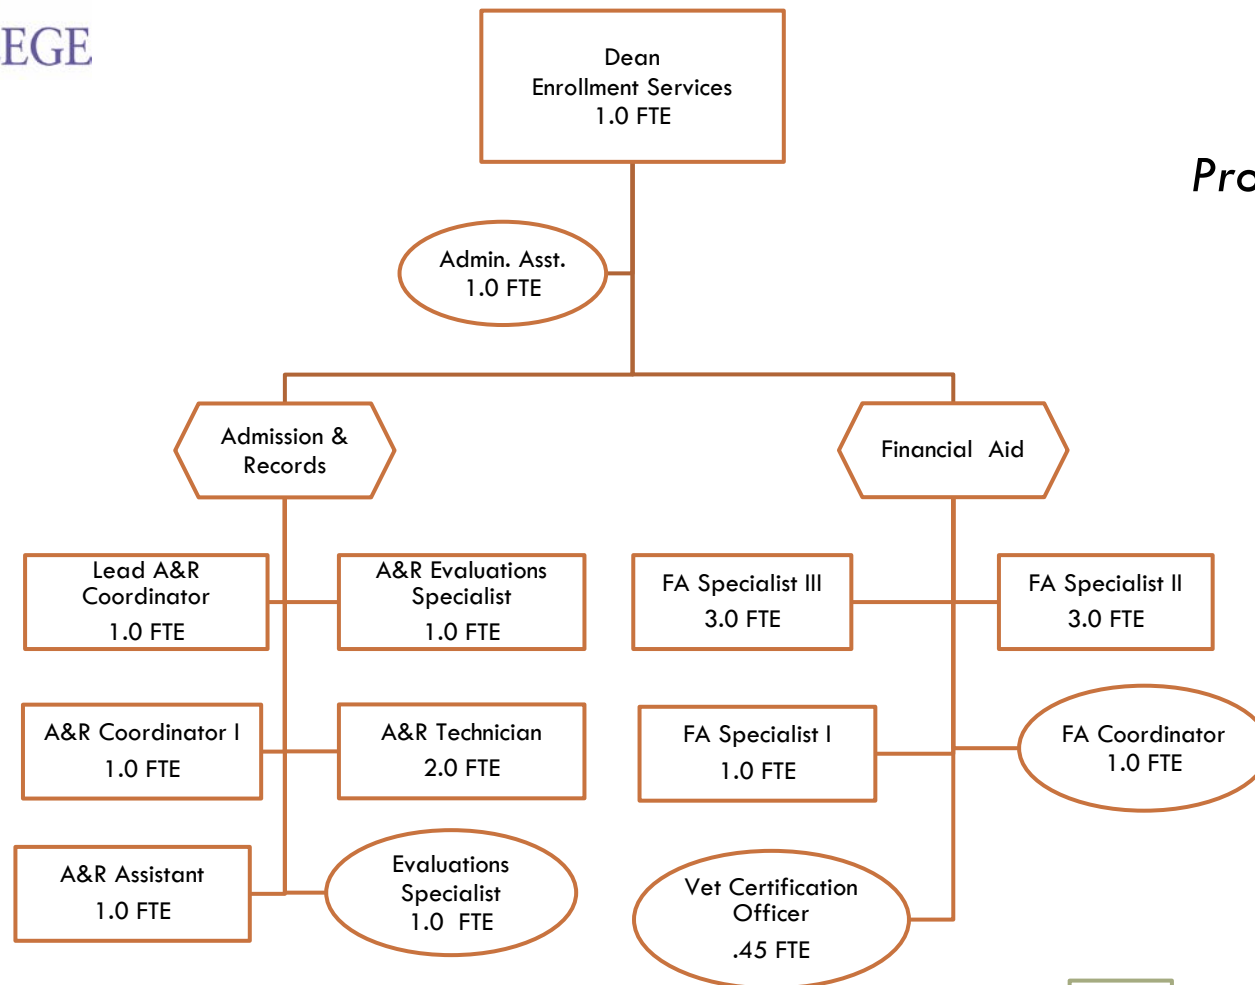 EGE
Dean
Enrollment Services
1.0 FTE
Pro
Admin. Asst.
1.0 FTE
Admission &
Records
Financial Aid
Lead A&R
Coordinator
1.0 FTE
A&R Evaluations
Specialist
1.0 FTE
FA Specialist III
3.0 FTE
FA Specialist II
3.0 FTE
A&R Coordinator I
1.0 FTE
A&R Technician
2.0 FTE
FA Specialist I
1.0 FTE
FA Coordinator
1.0 FTE
A&R Assistant
1.0 FTE
Evaluations
Specialist
1.0 FTE
Vet Certification
Officer
.45 FTE